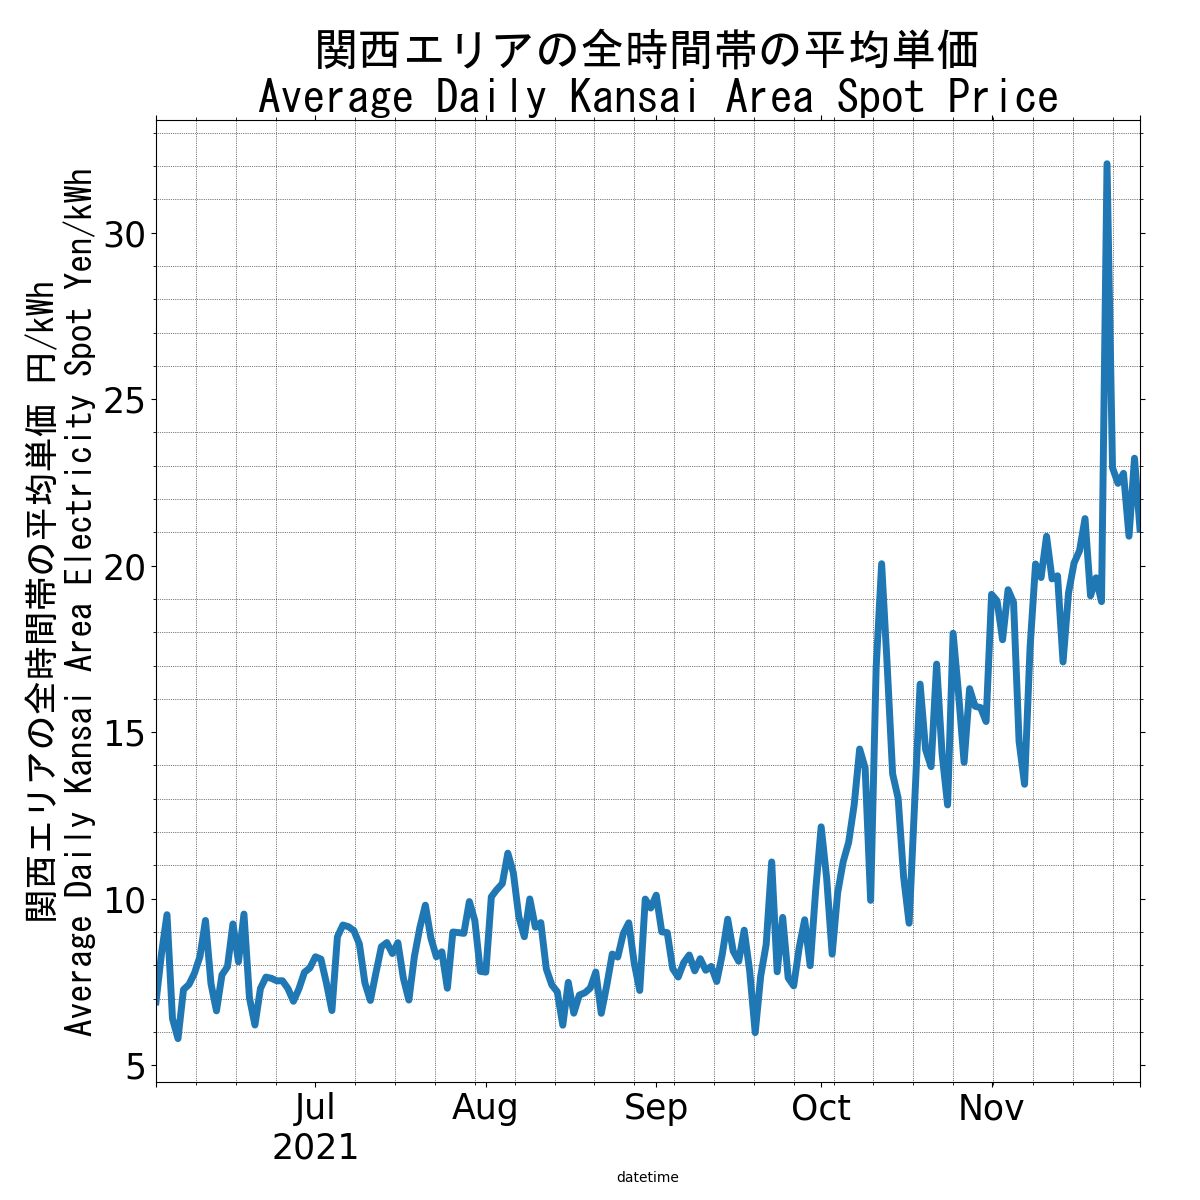 関西エリアの全時間帯の平均単価
Average Daily Kansai Area Spot Price
関西エリアの全時間帯の平均単価 円/kWh
Average Daily Kansai Area Electricity Spot Yen/kWh
30
25
20
15
10
5
Jul
2021
Aug
Sep
Oct
Nov
datetime